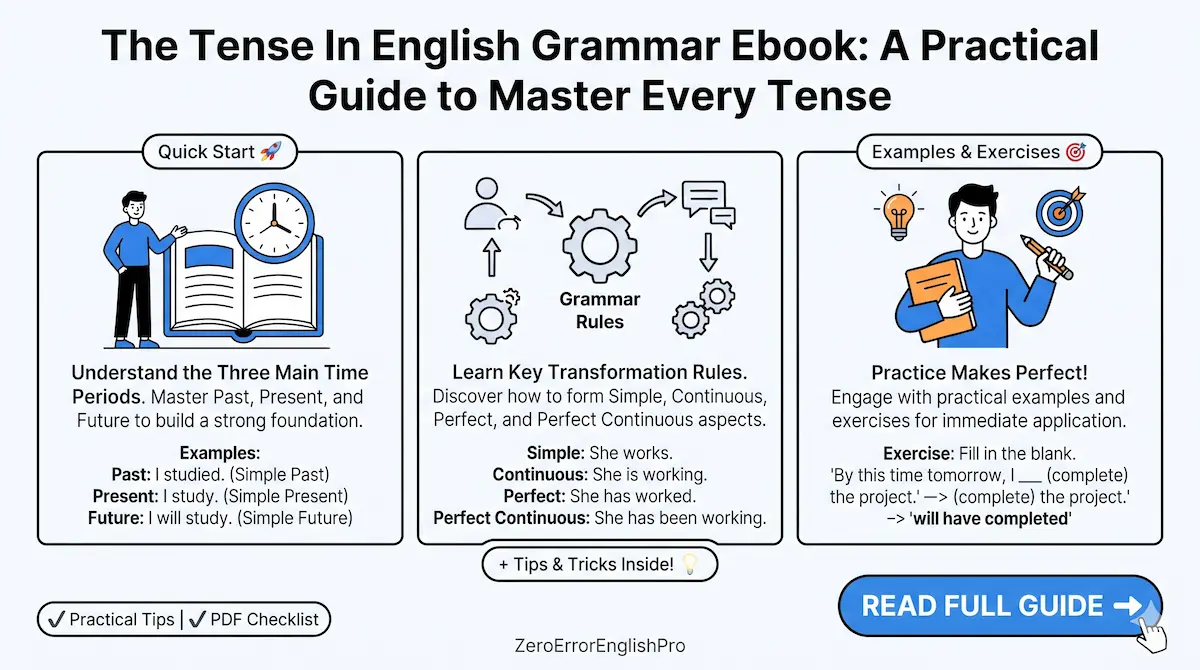 The Tense In English Grammar Ebook: A Practical
Guide to Master Every Tense
Quick Start 🚀
Understand the Three Main Time
Periods. Master Past, Present, and
Future to build a strong foundation.
Examples:
Past: I studied. (Simple Past)
Present: I study. (Simple Present)
Future: I will study. (Simple Future)
Grammar
Rules
Learn Key Transformation Rules.
Discover how to form Simple, Continuous,
Perfect, and Perfect Continuous aspects.
Simple: She works.
Continuous: She is working.
Perfect: She has worked.
Perfect Continuous: She has been working.
+ Tips & Tricks Inside! 💡
Examples & Exercises 🎯
Practice Makes Perfect!
Engage with practical examples and
exercises for immediate application.
Exercise: Fill in the blank.
'By this time tomorrow, I ___ (complete)
the project.' —> (complete) the project.'
–> 'will have completed'
✓ Practical Tips | ✓ PDF Checklist
READ FULL GUIDE →
ZeroErrorEnglishPro